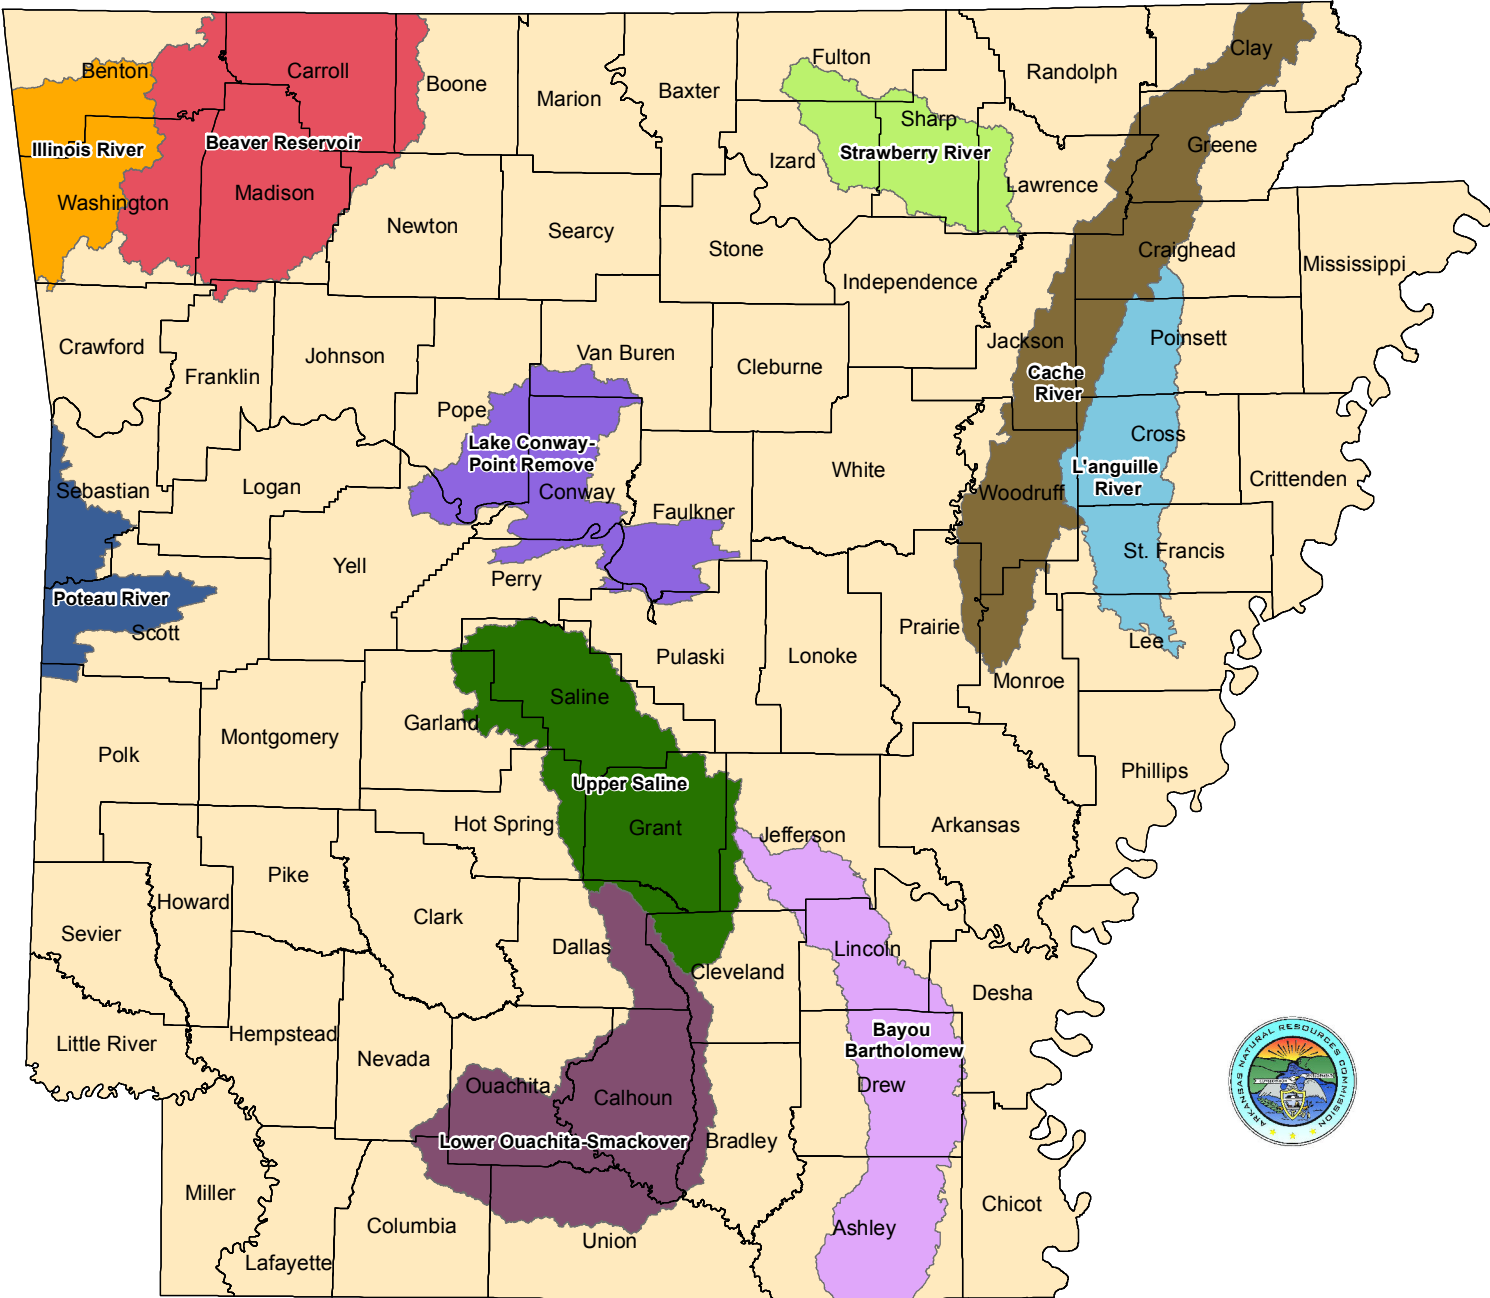 Clay
Fulton
Benton
Carroll
Randolph
Boone
Baxter
Marion
Sharp
Greene
Illinois River
Beaver Reservoir
Strawberry River
Izard
Lawrence
Madison
Washington
Newton
Searcy
Stone
Craighead
Mississippi
Independence
Poinsett
Jackson
Crawford
Johnson
Van Buren
Cleburne
Franklin
Cache
River
Pope
Cross
Lake Conway-
Point Remove
White
L'anguille
River
Crittenden
Sebastian
Logan
Conway
Woodruff
Faulkner
St. Francis
Yell
Perry
Poteau River
Scott
Prairie
Lee
Pulaski
Lonoke
Monroe
Saline
Garland
Montgomery
Polk
Phillips
Upper Saline
Hot Spring
Grant
Jefferson
Arkansas
Pike
Howard
Clark
Sevier
Dallas
Lincoln
Cleveland
Desha
Hempstead
Bayou
Bartholomew
Little River
Nevada
Ouachita
Drew
Calhoun
Lower Ouachita-Smackover
Bradley
Miller
Chicot
Columbia
Ashley
Union
Lafayette
ARKANSAS NATURAL RESOURCES COMMISSION